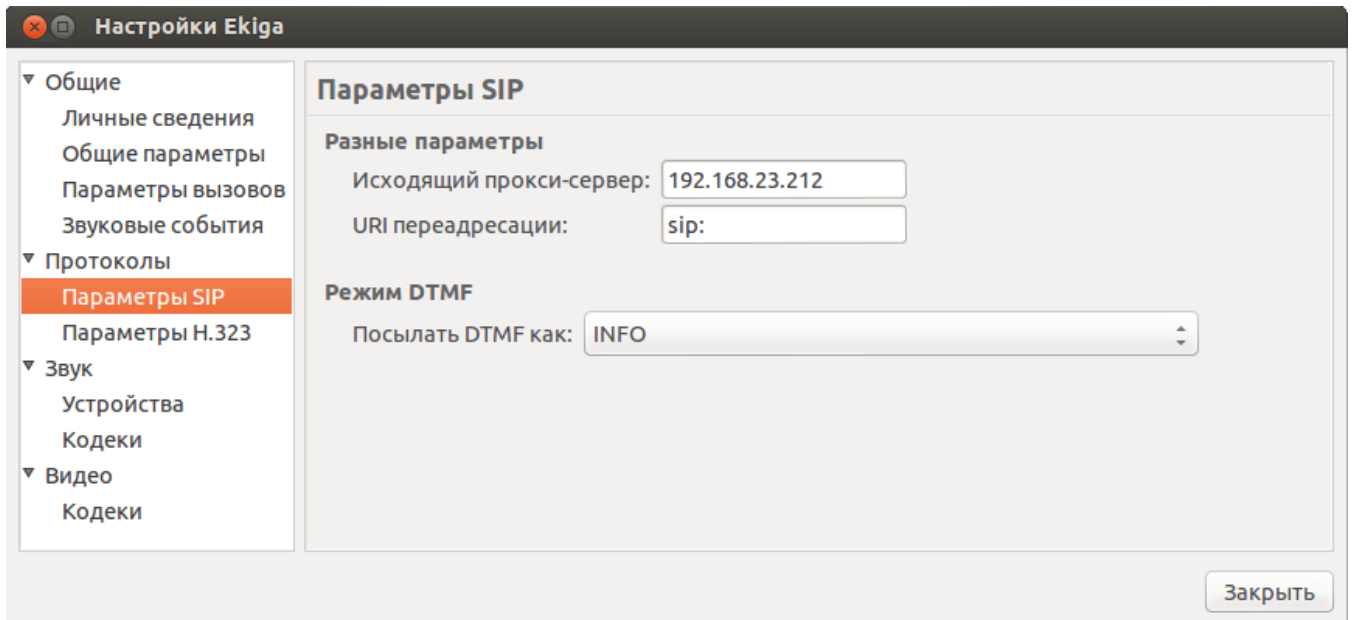 Настройки Ekiga
Общие
Личные сведения
Общие параметры
Параметры вызовов
Звуковые события
Протоколы
Параметры SIP
Параметры H.323
Звук
Устройства
Кодеки
Видео
Кодеки
Параметры SIP
Разные параметры
Исходящий прокси-сервер: 192.168.23.212
URI переадресации: sip:
Режим DTMF
Посылать DTMF как: INFO
Закрыть